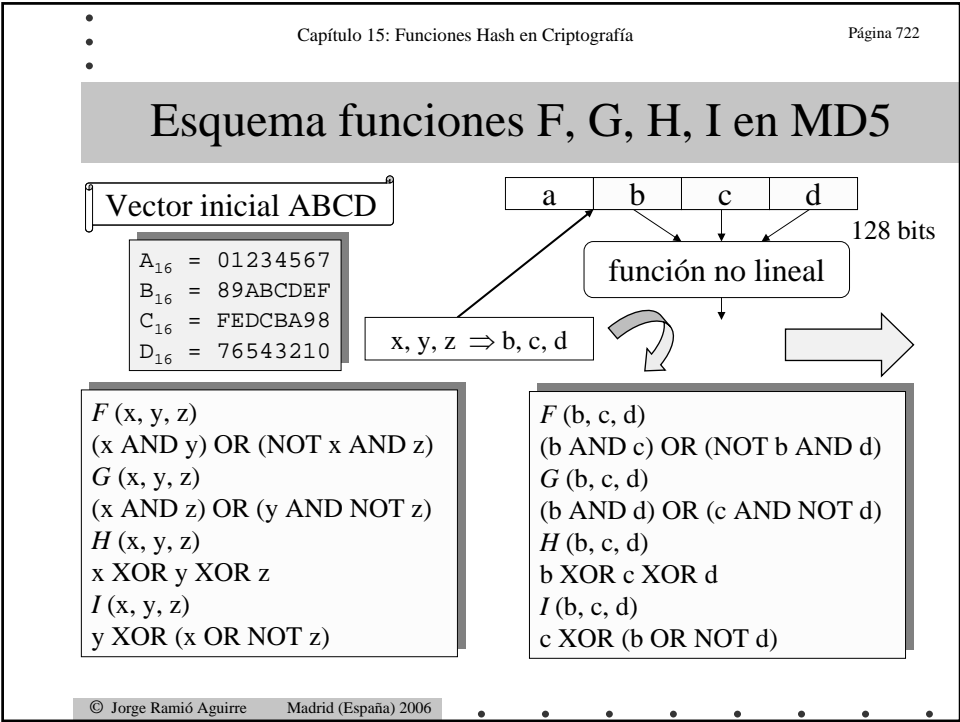 Capítulo 15: Funciones Hash en Criptografía
Página 722
Esquema funciones F, G, H, I en MD5
Vector inicial ABCD
A16 = 01234567
B16 = 89ABCDEF
C16 = FEDCBA98
D16 = 76543210
a b c d
128 bits
función no lineal
x, y, z ⇒ b, c, d
F (x, y, z)
(x AND y) OR (NOT x AND z)
G (x, y, z)
(x AND z) OR (y AND NOT z)
H (x, y, z)
x XOR y XOR z
I (x, y, z)
y XOR (x OR NOT z)
F (b, c, d)
(b AND c) OR (NOT b AND d)
G (b, c, d)
(b AND d) OR (c AND NOT d)
H (b, c, d)
b XOR c XOR d
I (b, c, d)
c XOR (b OR NOT d)
© Jorge Ramió Aguirre Madrid (España) 2006